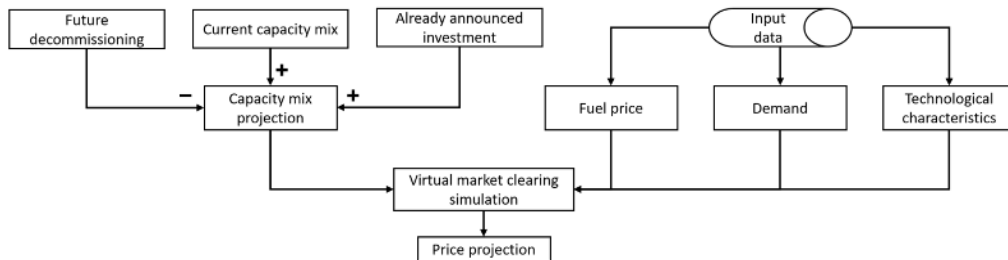 Future
decommissioning
Current capacity mix
Already announced
investment
Input
data
+
−
+
Capacity mix
projection
Fuel price
Demand
Technological
characteristics
Virtual market clearing
simulation
Price projection